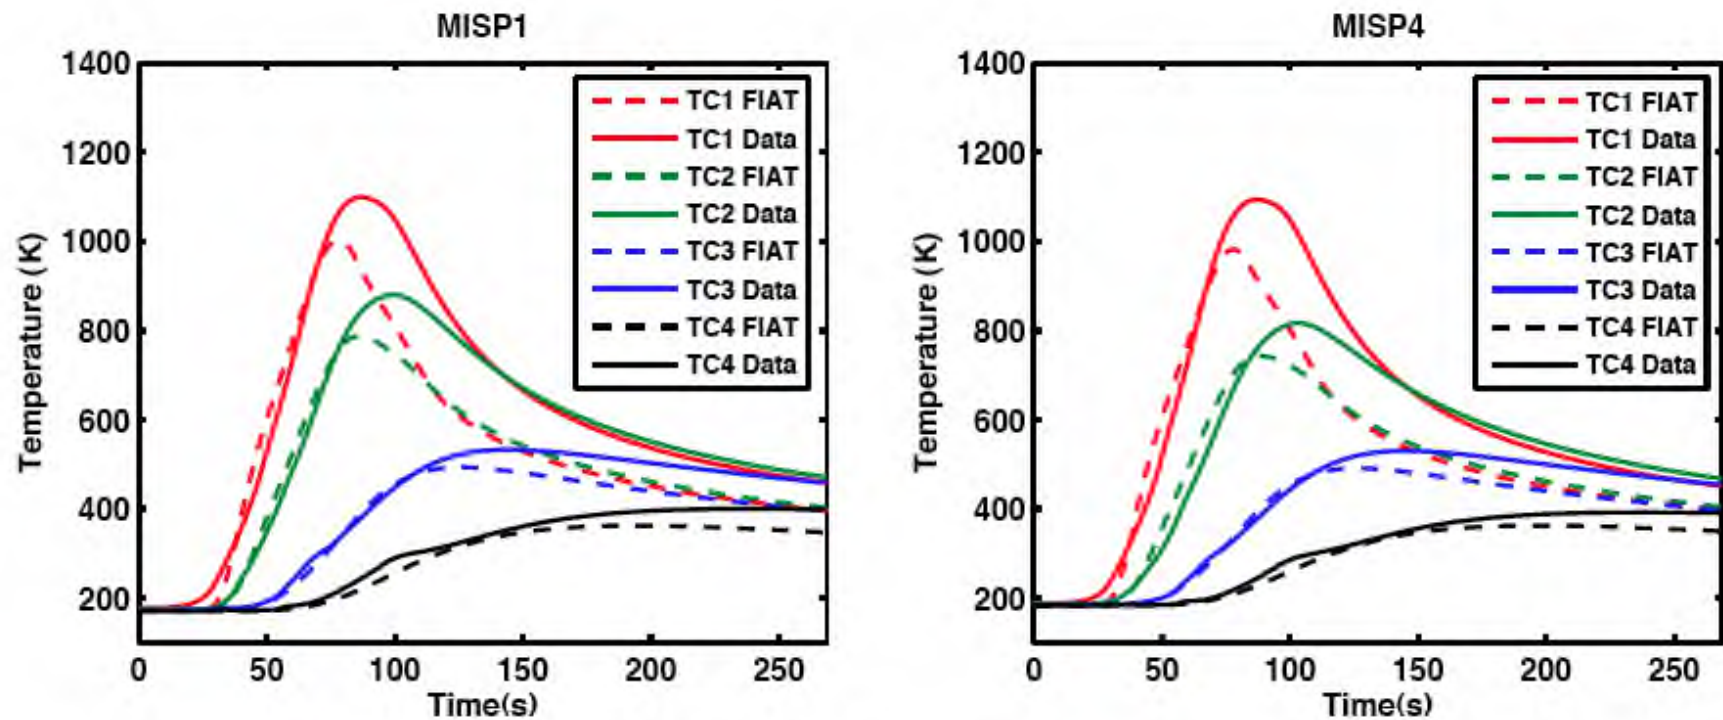 MISP1
1400
1200
1000
800
600
400
200
0
50
100
150
200
250
Temperature (K)
Time(s)
TC1 FIAT
TC1 Data
TC2 FIAT
TC2 Data
TC3 FIAT
TC3 Data
TC4 FIAT
TC4 Data
MISP4
1400
1200
1000
800
600
400
200
0
50
100
150
200
250
Temperature (K)
Time(s)
TC1 FIAT
TC1 Data
TC2 FIAT
TC2 Data
TC3 FIAT
TC3 Data
TC4 FIAT
TC4 Data